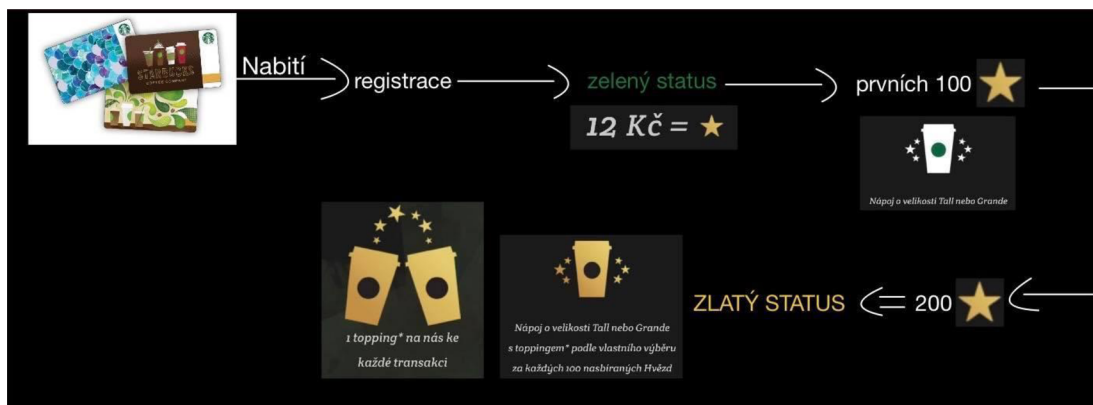 STARBUCKS
Nabití
registrace
zelený status
12 Kč =
prvních 100
Nápoj o velikosti Tall nebo Grande
200
ZLATÝ STATUS
Nápoj o velikosti Tall nebo Grande
s toppingem* podle vlastního výběru
za každých 100 nasbíraných Hvězd
1 topping* na nás ke
každé transakci